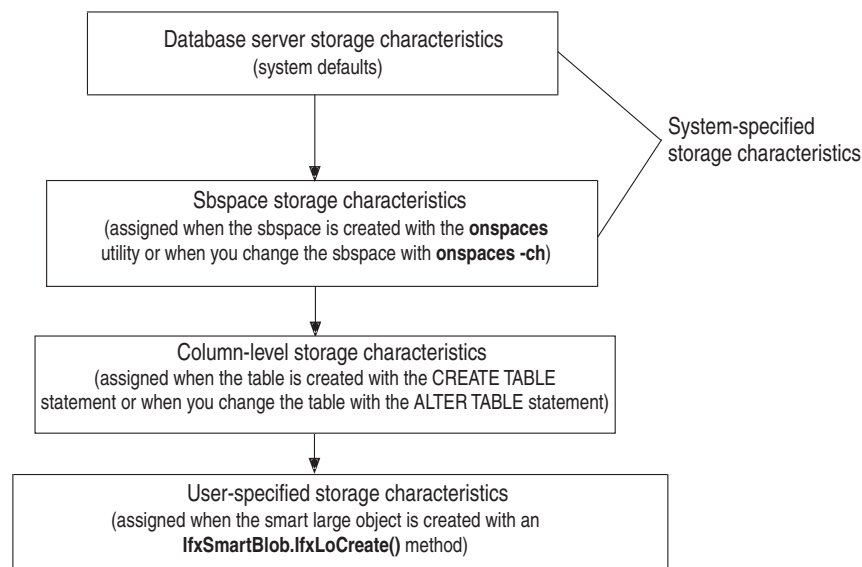 Database server storage characteristics
(system defaults)
System-specified
storage characteristics
Sbspace storage characteristics
(assigned when the sbspace is created with the onspaces
utility or when you change the sbspace with onspaces -ch)
Column-level storage characteristics
(assigned when the table is created with the CREATE TABLE
statement or when you change the table with the ALTER TABLE statement)
User-specified storage characteristics
(assigned when the smart large object is created with an
IfxSmartBlob.IfxLoCreate() method)